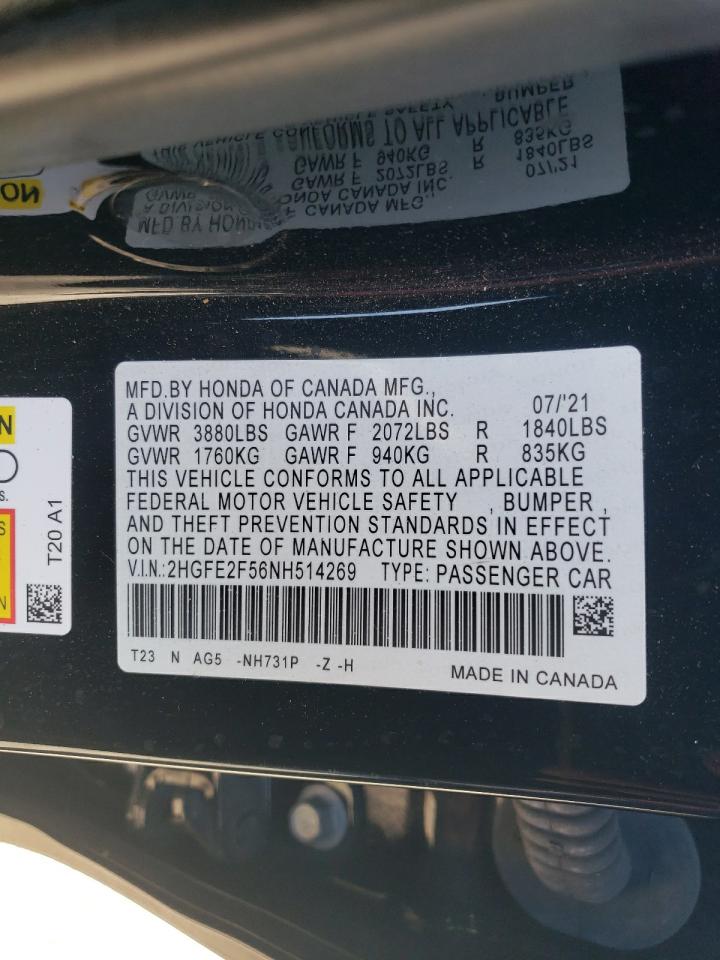 MFD.BY HONDA OF CANADA MFG.,
A DIVISION OF HONDA CANADA INC. 07/'21
GVWR 3880LBS GAWR F 2072LBS R 1840LBS
GVWR 1760KG GAWR F 940KG R 835KG
THIS VEHICLE CONFORMS TO ALL APPLICABLE
FEDERAL MOTOR VEHICLE SAFETY , BUMPER ,
AND THEFT PREVENTION STANDARDS IN EFFECT
ON THE DATE OF MANUFACTURE SHOWN ABOVE.
V.I.N.:2HGFE2F56NH514269 TYPE: PASSENGER CAR
T23 N AG5 -NH731P -Z -H
MADE IN CANADA
T20 A1